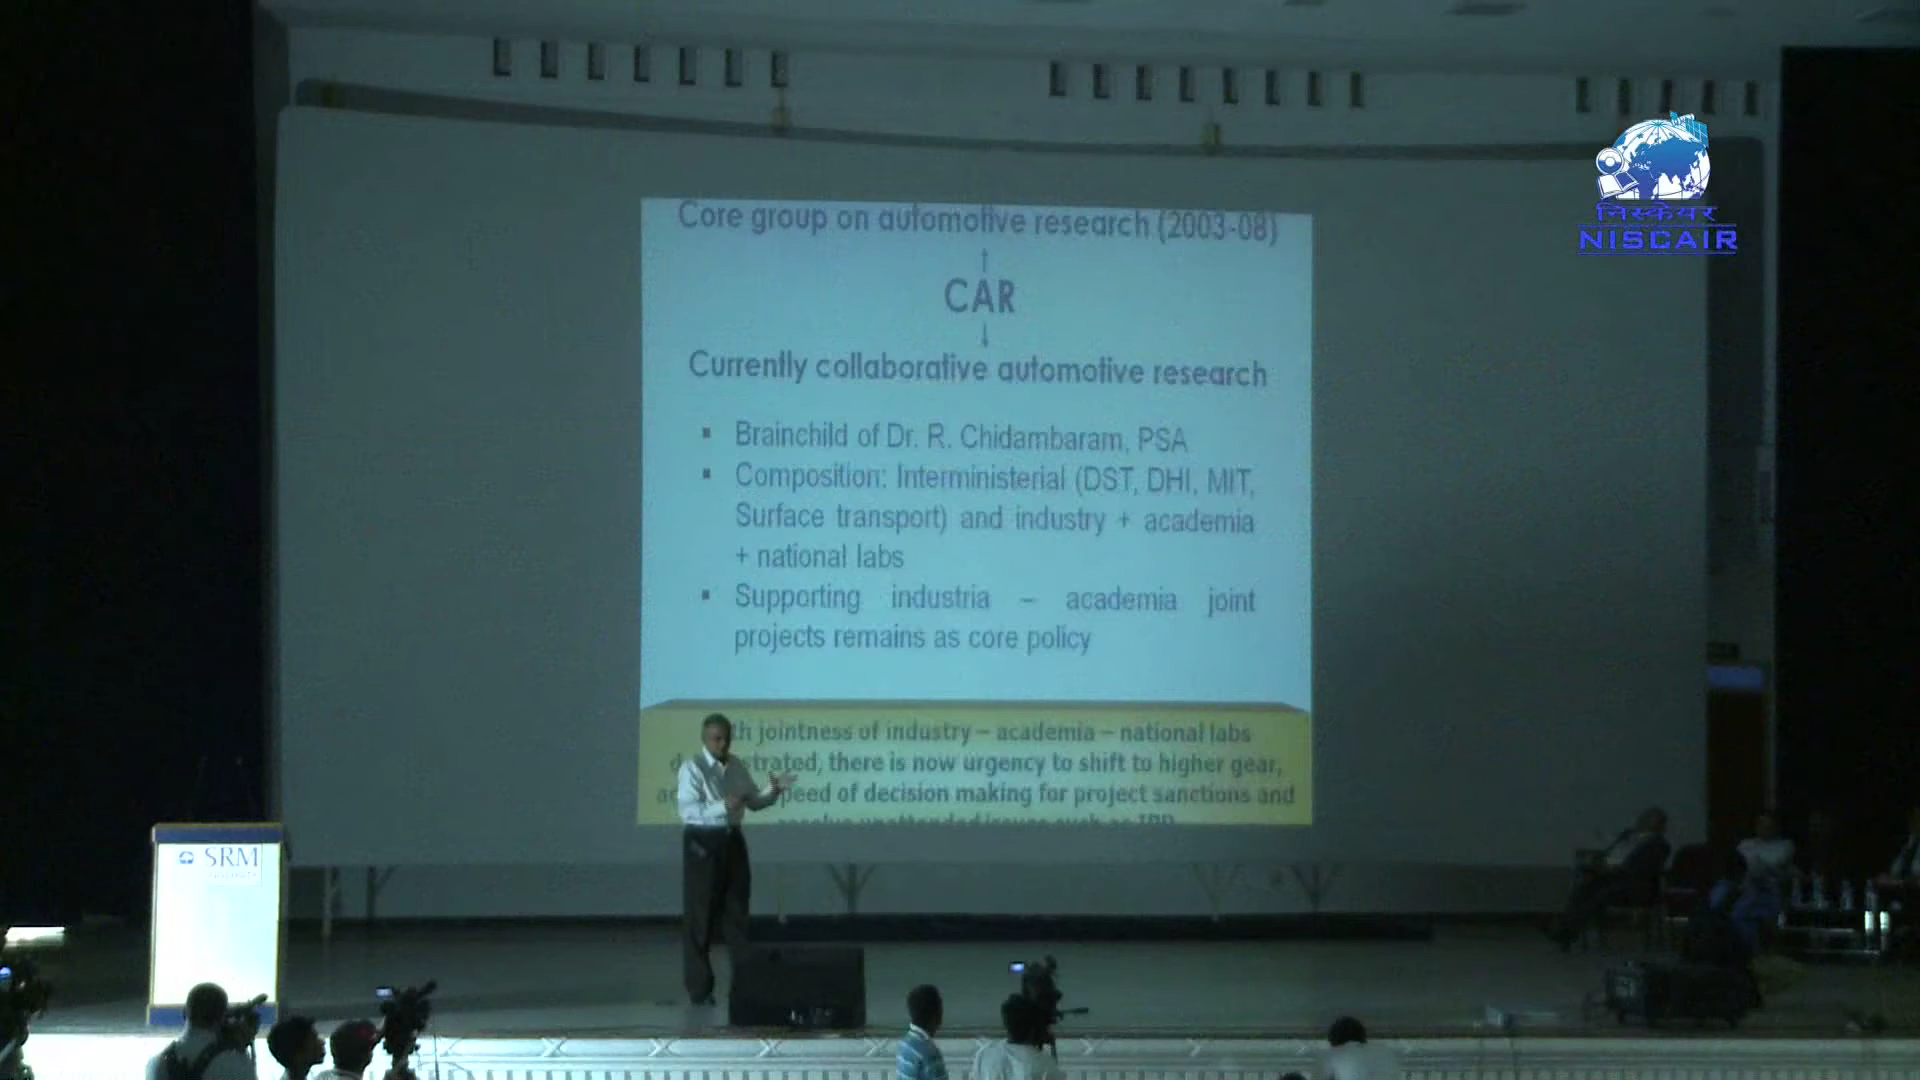 Core group on automotive research (2003-08)
CAR
Currently collaborative automotive research
▪ Brainchild of Dr. R. Chidambaram, PSA
▪ Composition: Interministerial (DST, DHI, MIT,
Surface transport) and industry + academia
+ national labs
▪ Supporting industria – academia joint
projects remains as core policy
jointness of industry – academia – national labs
there is now urgency to shift to higher gear,
of decision making for project sanctions and
निस्केयर
NISCAIR
SRM